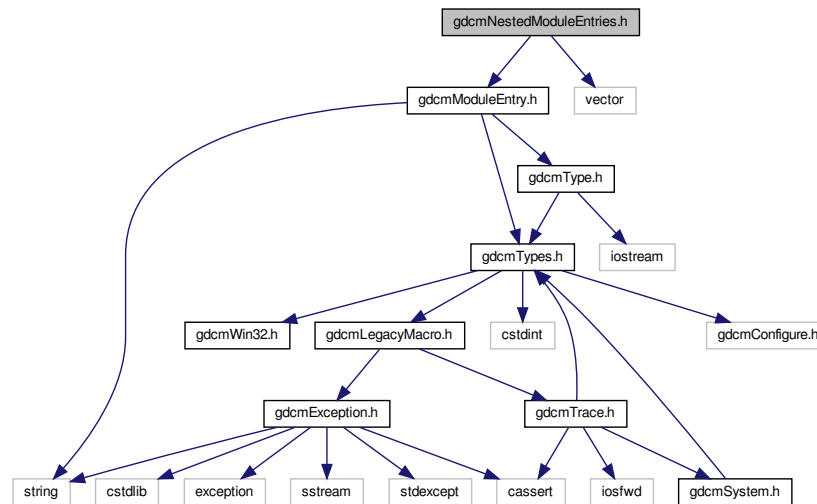 gdcmNestedModuleEntries.h
gdcmModuleEntry.h
vector
gdcmType.h
gdcmTypes.h
iostream
gdcmWin32.h
gdcmLegacyMacro.h
cstdint
gdcmConfigure.h
gdcmException.h
gdcmTrace.h
string
cstdlib
exception
sstream
stdexcept
cassert
iosfwd
gdcmSystem.h